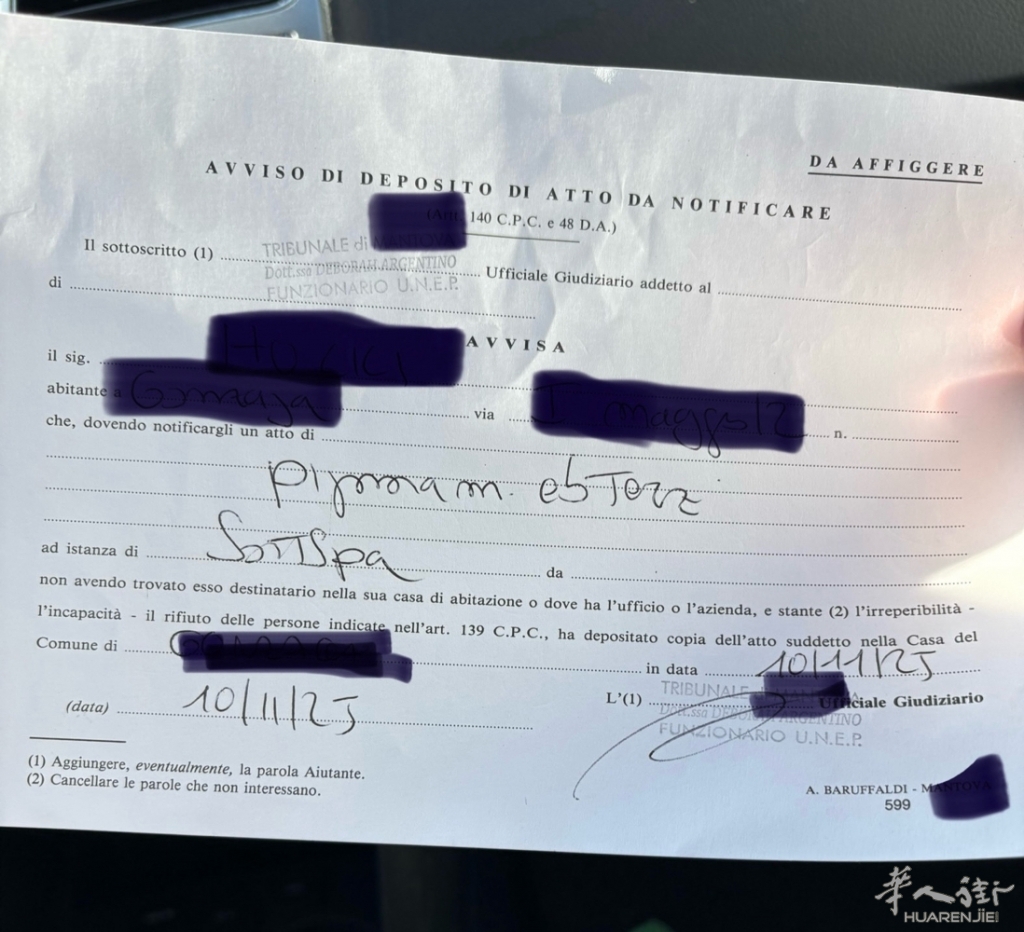 DA AFFIGGERE
AVVISO DI DEPOSITO DI ATTO DA NOTIFICARE
(Art. 140 C.P.C. e 48 D.A.)
Il sottoscritto (1) TRIBUNALE di Ufficiale Giudiziario addetto al
Dott.ssa DEBORAH ARGENTINO
di FUNZIONARIO U.N.E.P.
AVVISA
il sig.
abitante a via n.
che, dovendo notificargli un atto di
ad istanza di da
non avendo trovato esso destinatario nella sua casa di abitazione o dove ha l'ufficio o l'azienda, e stante (2) l'irreperibilità -
l'incapacità - il rifiuto delle persone indicate nell'art. 139 C.P.C., ha depositato copia dell'atto suddetto nella Casa del
Comune di in data 10/11/25
(data) 10/11/25 L'(1) Ufficiale Giudiziario
TRIBUNALE
Dott.ssa DEBORAH ARGENTINO
FUNZIONARIO U.N.E.P.
(1) Aggiungere, eventualmente, la parola Aiutante.
(2) Cancellare le parole che non interessano.
A. BARUFFALDI -
599
華人街
HUARENJIE